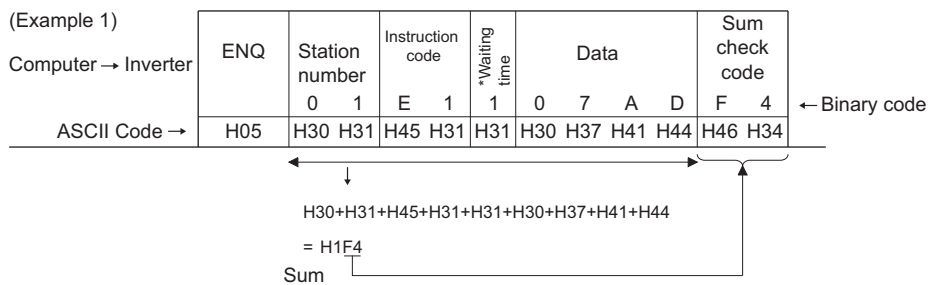 (Example 1)
Computer → Inverter
ASCII Code →
ENQ
Station number
Instruction code
*Waiting time
Data
Sum check code
0 1 E 1 1 0 7 A D F 4
← Binary code
H05 H30 H31 H45 H31 H31 H30 H37 H41 H44 H46 H34
H30+H31+H45+H31+H31+H30+H37+H41+H44
= H1F4
Sum